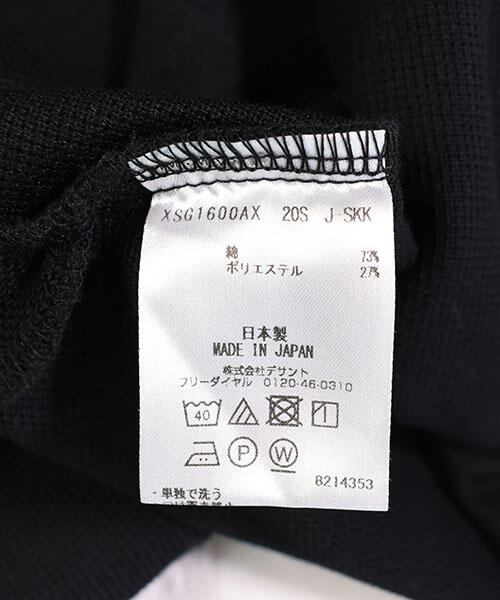 XSG1600AX 20S J-SKK
綿 73%
ポリエステル 27%
日本製
MADE IN JAPAN
株式会社デサント
フリーダイヤル 0120-46-0310
40
P W
8214353
・単独で洗う